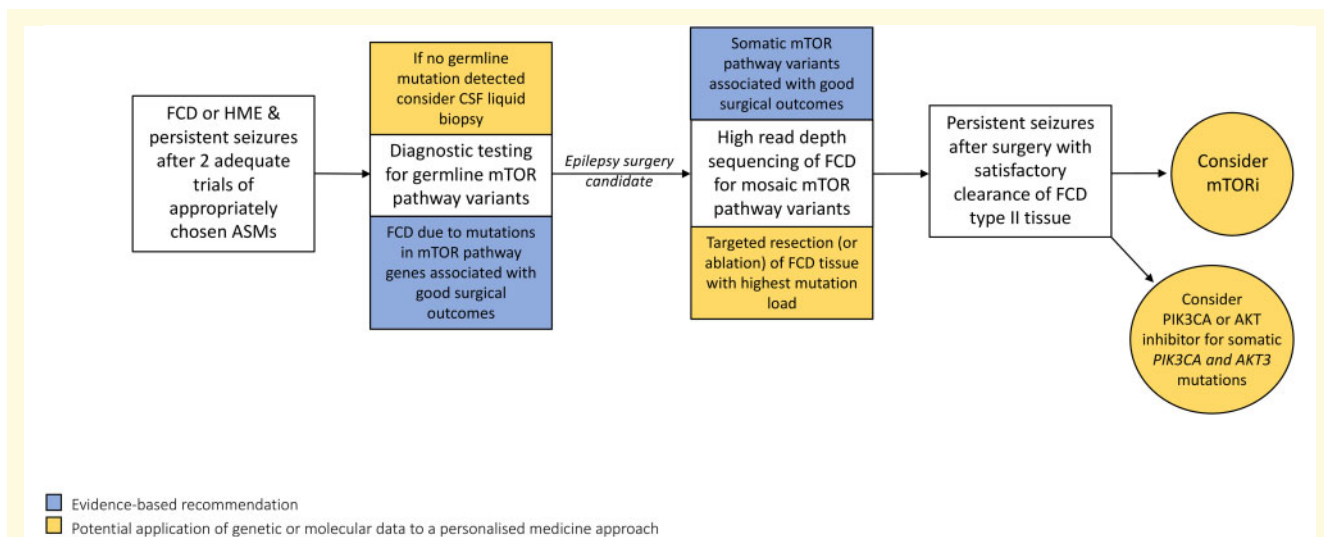 FCD or HME &
persistent seizures
after 2 adequate
trials of
appropriately
chosen ASMs
If no germline
mutation detected
consider CSF liquid
biopsy
Diagnostic testing
for germline mTOR
pathway variants
FCD due to mutations
in mTOR pathway
genes associated with
good surgical
outcomes
Epilepsy surgery
candidate
Somatic mTOR
pathway variants
associated with good
surgical outcomes
High read depth
sequencing of FCD
for mosaic mTOR
pathway variants
Targeted resection (or
ablation) of FCD tissue
with highest mutation
load
Persistent seizures
after surgery with
satisfactory
clearance of FCD
type II tissue
Consider
mTORi
Consider
PIK3CA or AKT
inhibitor for somatic
PIK3CA and AKT3
mutations
Evidence-based recommendation
Potential application of genetic or molecular data to a personalised medicine approach